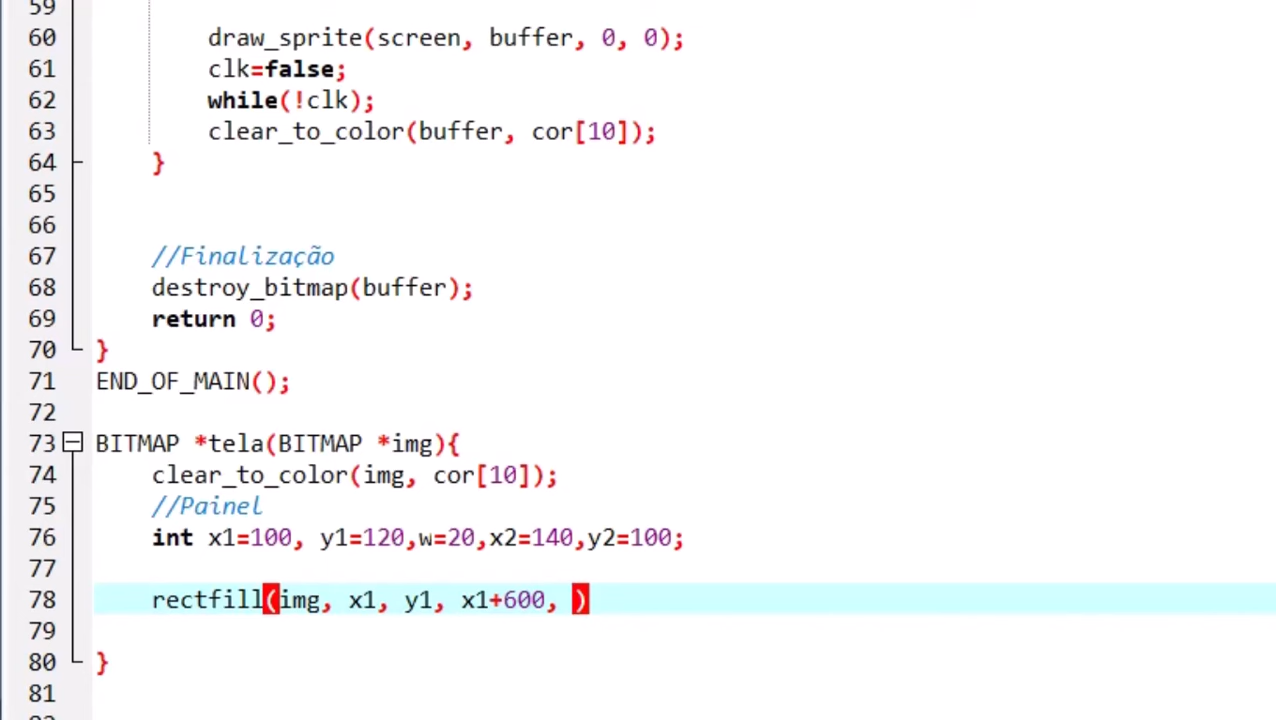 59
60 draw_sprite(screen, buffer, 0, 0);
61 clk=false;
62 while(!clk);
63 clear_to_color(buffer, cor[10]);
64 }
65
66
67 //Finalização
68 destroy_bitmap(buffer);
69 return 0;
70 }
71 END_OF_MAIN();
72
73 BITMAP *tela(BITMAP *img){
74 clear_to_color(img, cor[10]);
75 //Painel
76 int x1=100, y1=120,w=20,x2=140,y2=100;
77
78 rectfill(img, x1, y1, x1+600, )
79
80 }
81